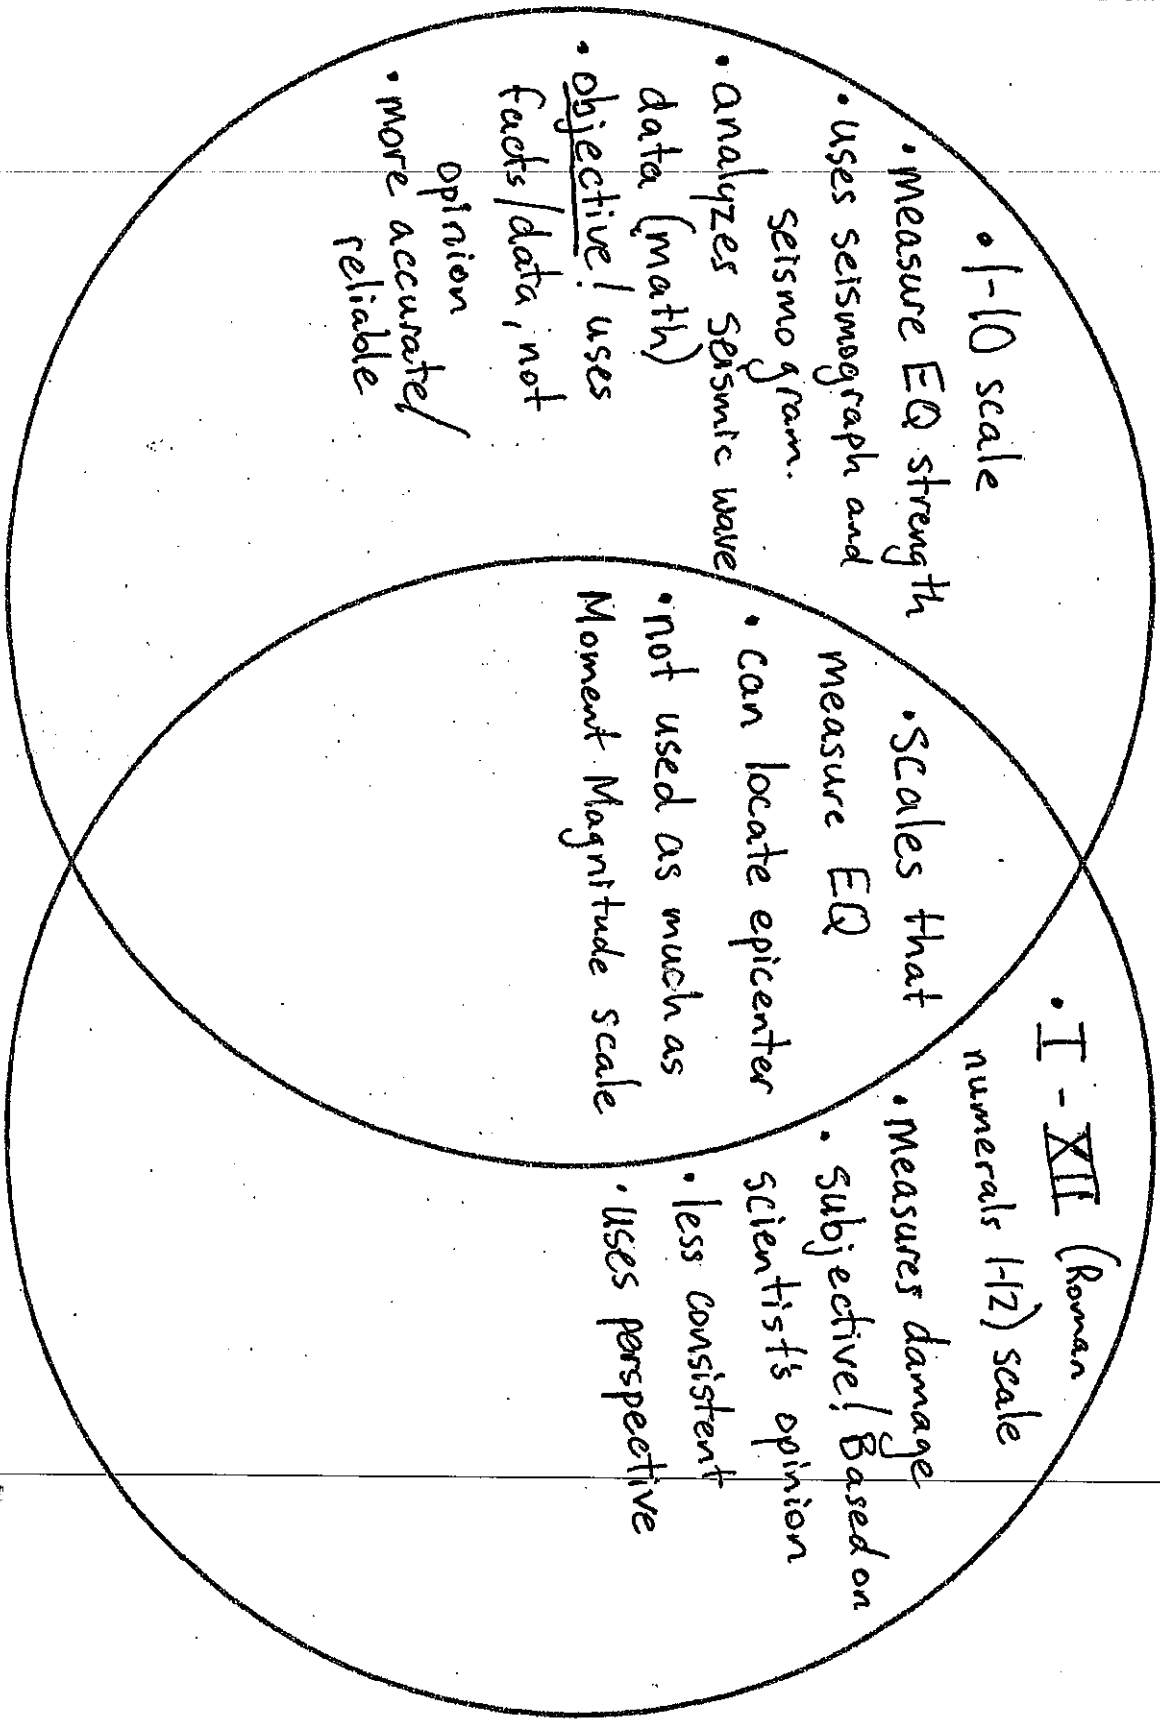 • 1-10 scale
• measure EQ strength
• uses seismograph and
seismogram.
• analyzes seismic wave
data (math)
• objective! uses
facts/data, not
opinion
• more accurate/
reliable
• Scales that
measure EQ
• can locate epicenter
• not used as much as
Moment Magnitude scale
• I - XII (Roman
numerals 1-12) scale
• Measures damage
• subjective! Based on
scientist's opinion
• less consistent
• uses perspective